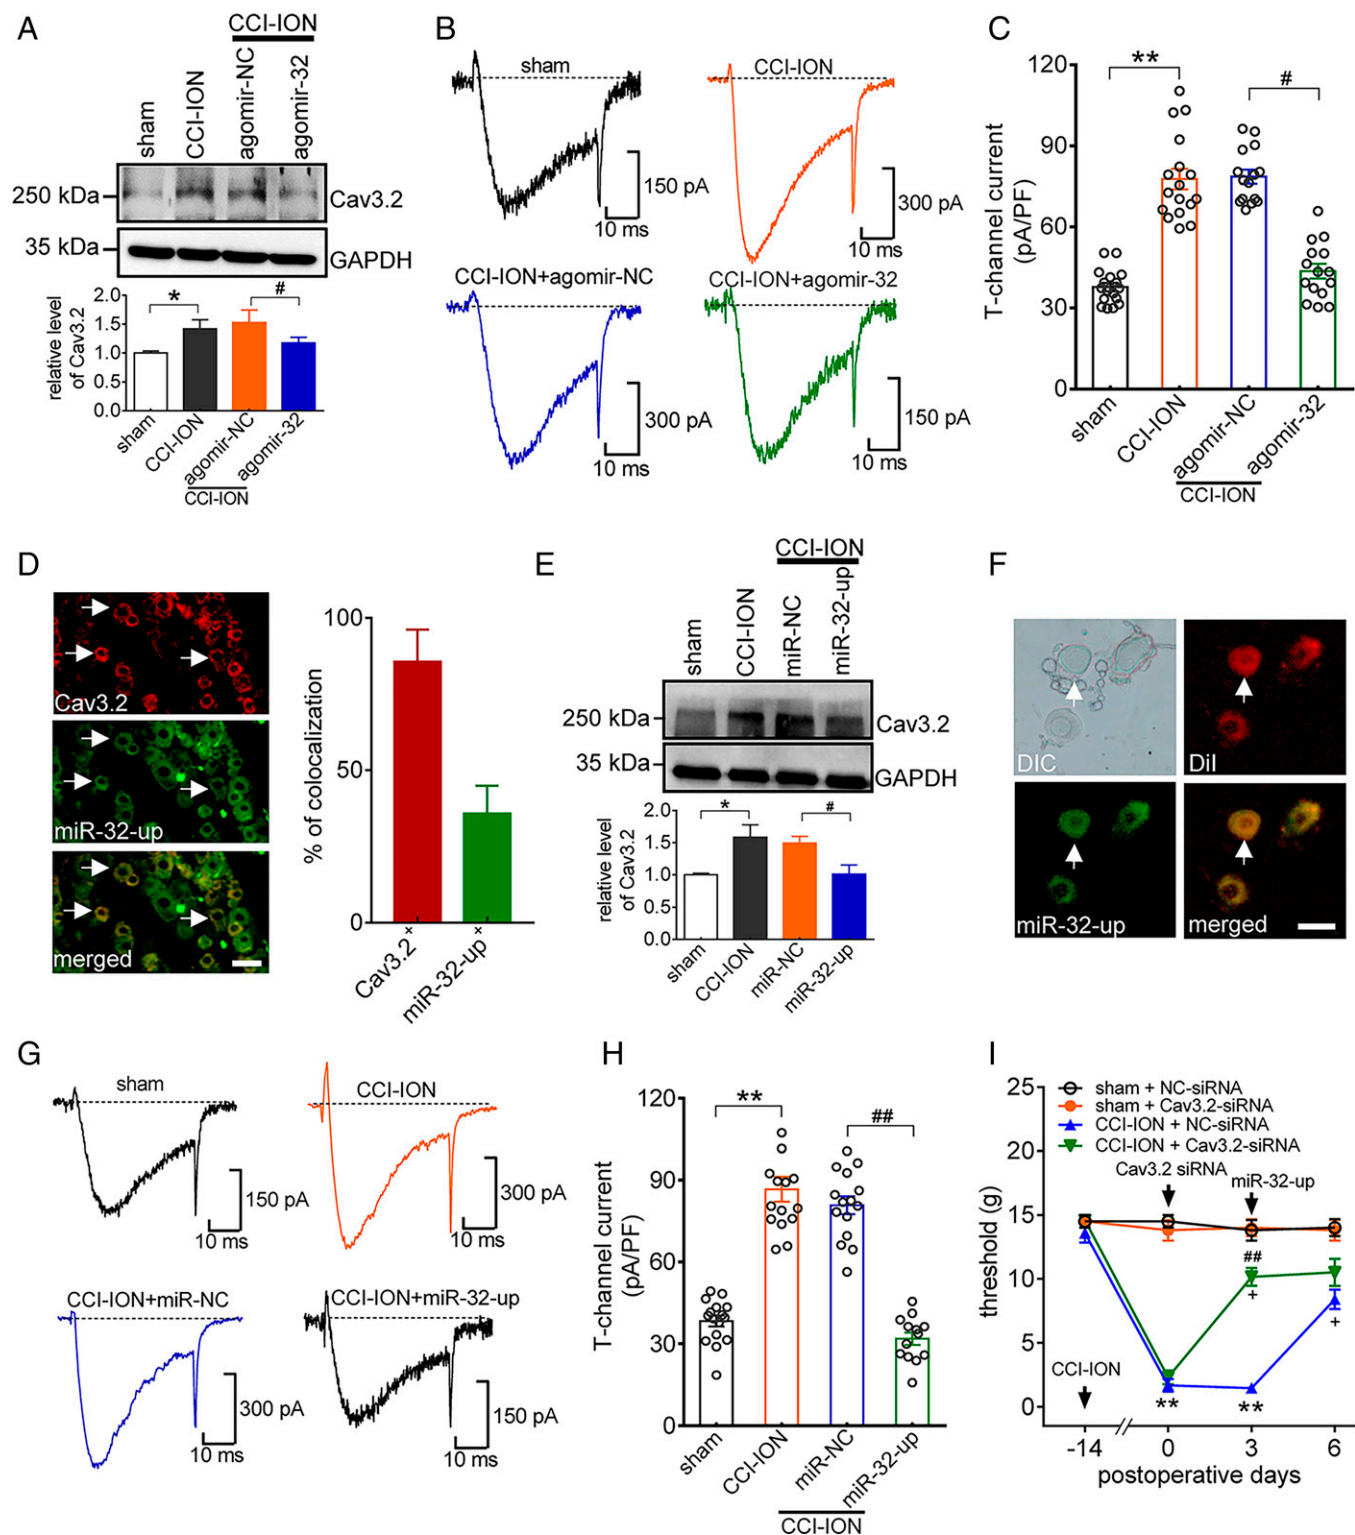 A
CCI-ION
sham
CCI-ION
agomir-NC
agomir-32
250 kDa
Cav3.2
35 kDa
GAPDH
relative level
of Cav3.2
2.0
1.5
1.0
0.5
0.0
*
#
sham
CCI-ION
agomir-NC
agomir-32
CCI-ION
B
sham
150 pA
10 ms
CCI-ION
300 pA
10 ms
CCI-ION+agomir-NC
300 pA
10 ms
CCI-ION+agomir-32
150 pA
10 ms
C
T-channel current
(pA/PF)
120
90
60
30
0
**
#
sham
CCI-ION
agomir-NC
agomir-32
CCI-ION
D
Cav3.2
miR-32-up
merged
% of colocalization
100
50
0
Cav3.2+
miR-32-up+
E
CCI-ION
sham
CCI-ION
miR-NC
miR-32-up
250 kDa
Cav3.2
35 kDa
GAPDH
relative level
of Cav3.2
2.0
1.5
1.0
0.5
0.0
*
#
sham
CCI-ION
miR-NC
miR-32-up
F
DIC
DiI
miR-32-up
merged
G
sham
150 pA
10 ms
CCI-ION
300 pA
10 ms
CCI-ION+miR-NC
300 pA
10 ms
CCI-ION+miR-32-up
150 pA
10 ms
H
T-channel current
(pA/PF)
120
90
60
30
0
**
##
sham
CCI-ION
miR-NC
miR-32-up
CCI-ION
I
sham + NC-siRNA
sham + Cav3.2-siRNA
CCI-ION + NC-siRNA
CCI-ION + Cav3.2-siRNA
Cav3.2 siRNA
miR-32-up
threshold (g)
25
20
15
10
5
0
CCI-ION
##
+
+
**
**
-14
0
3
6
postoperative days